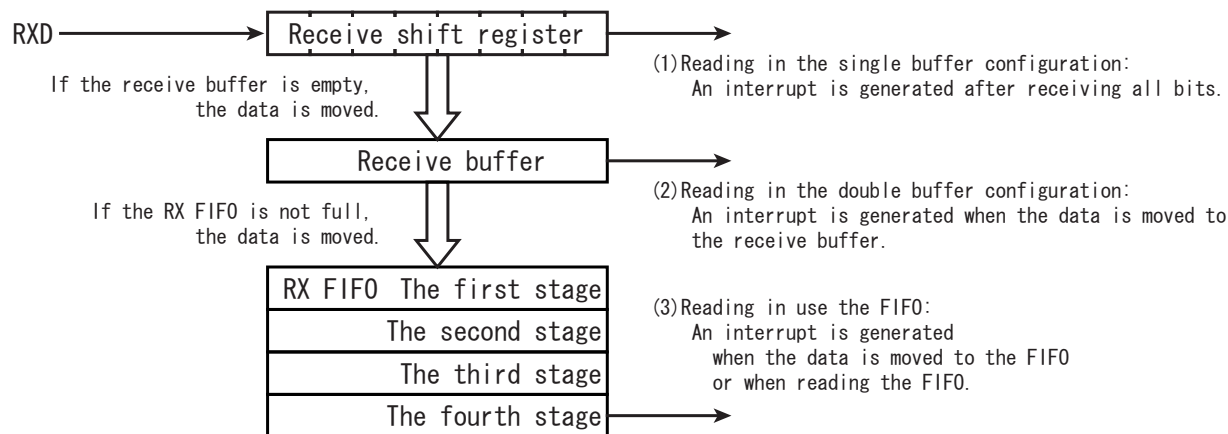 RXD
Receive shift register
(1)Reading in the single buffer configuration:
An interrupt is generated after receiving all bits.
If the receive buffer is empty,
the data is moved.
Receive buffer
(2)Reading in the double buffer configuration:
An interrupt is generated when the data is moved to
the receive buffer.
If the RX FIFO is not full,
the data is moved.
RX FIFO The first stage
The second stage
The third stage
The fourth stage
(3)Reading in use the FIFO:
An interrupt is generated
when the data is moved to the FIFO
or when reading the FIFO.